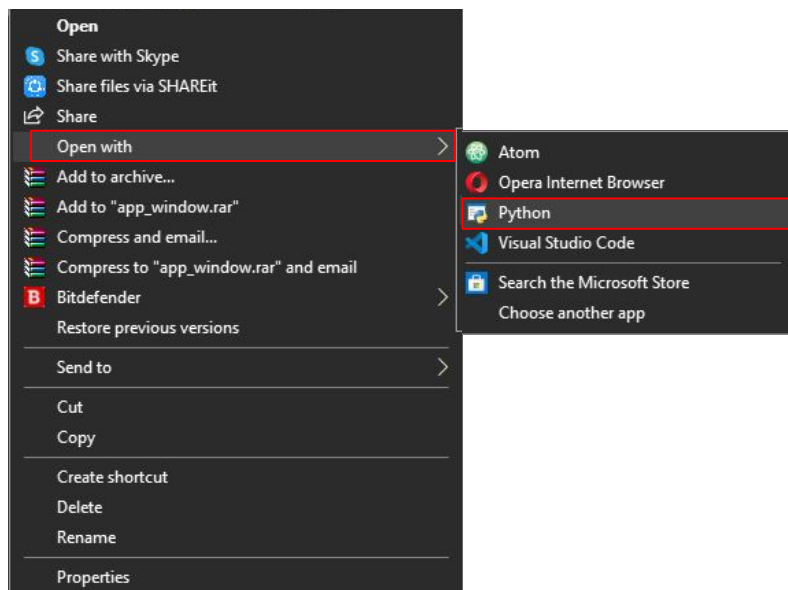 Open
Share with Skype
Share files via SHAREit
Share
Open with
Add to archive...
Add to "app_window.rar"
Compress and email...
Compress to "app_window.rar" and email
Bitdefender
Restore previous versions
Send to
Cut
Copy
Create shortcut
Delete
Rename
Properties
Atom
Opera Internet Browser
Python
Visual Studio Code
Search the Microsoft Store
Choose another app